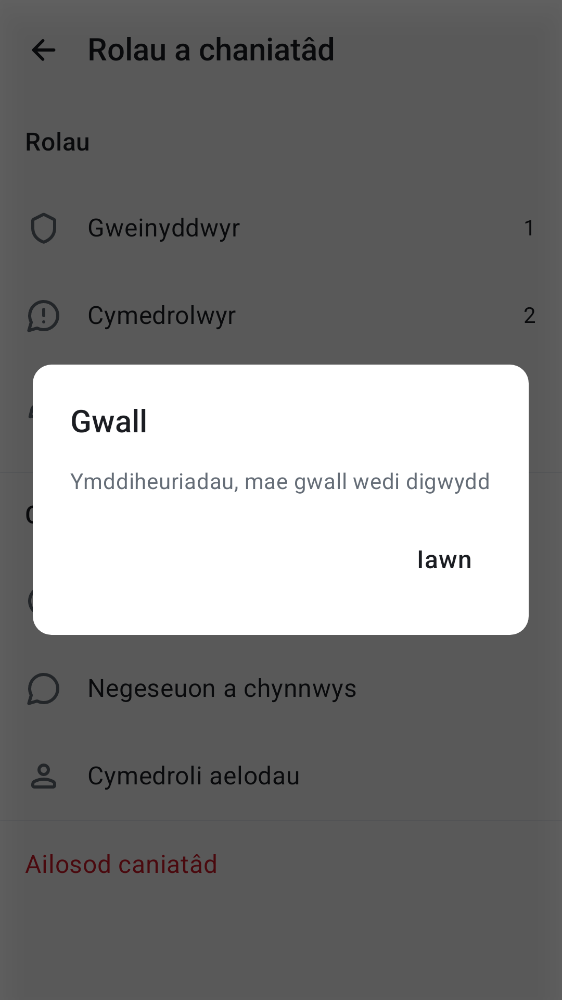 Rolau a chaniatâd
Rolau
Gweinyddwyr 1
Cymedrolwyr 2
Gwall
Ymddiheuriadau, mae gwall wedi digwydd
Iawn
Negeseuon a chynnwys
Cymedroli aelodau
Ailosod caniatâd